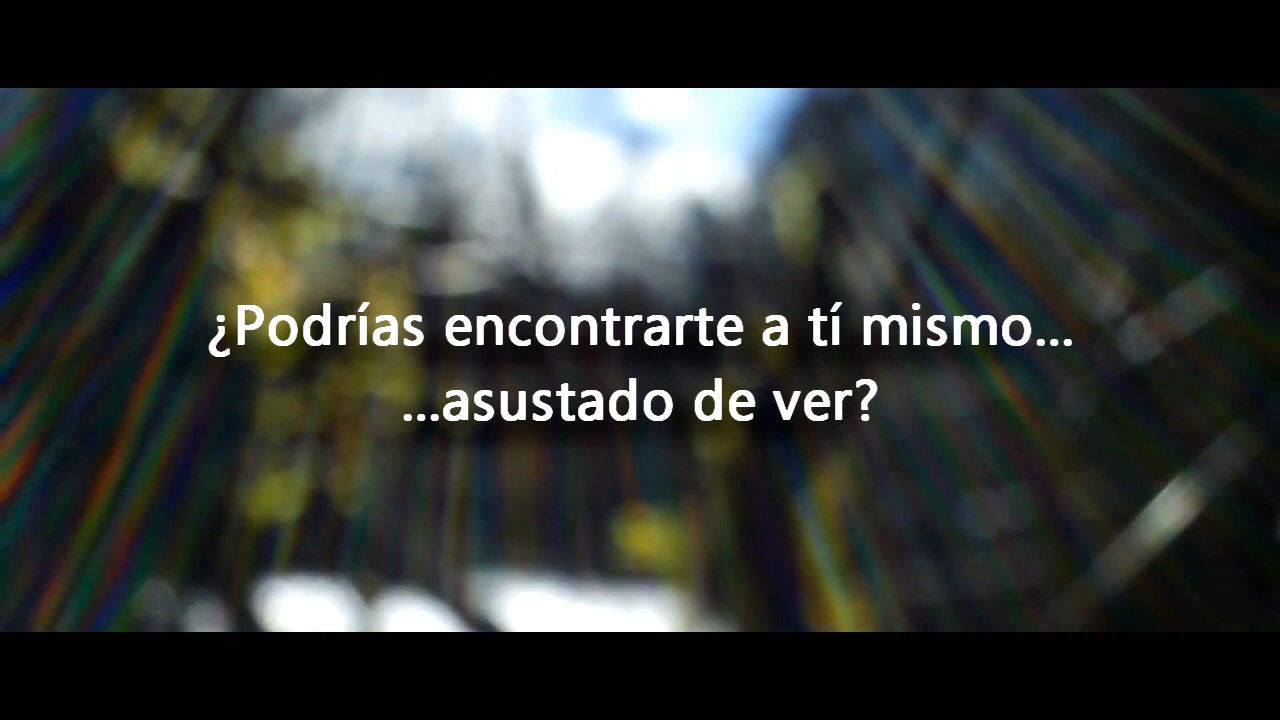 ¿Podrías encontrarte a tí mismo...
...asustado de ver?